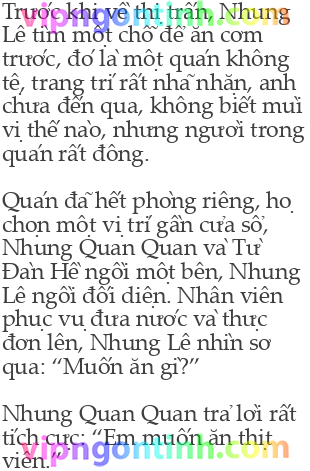 Trước khi về thị trấn, Nhung
Lê tìm một chỗ để ăn cơm
trước, đó là một quán không
tệ, trang trí rất nhã nhặn, anh
chưa đến qua, không biết mùi
vị thế nào, nhưng người trong
quán rất đông.
Quán đã hết phòng riêng, họ
chọn một vị trí gần cửa sổ,
Nhung Quan Quan và Từ
Đàn Hề ngồi một bên, Nhung
Lê ngồi đối diện. Nhân viên
phục vụ đưa nước và thực
đơn lên, Nhung Lê nhìn sơ
qua: “Muốn ăn gì?”
Nhung Quan Quan trả lời rất
tích cực: “Em muốn ăn thịt
viên.”
vipngontinh.com
vipngontinh.com